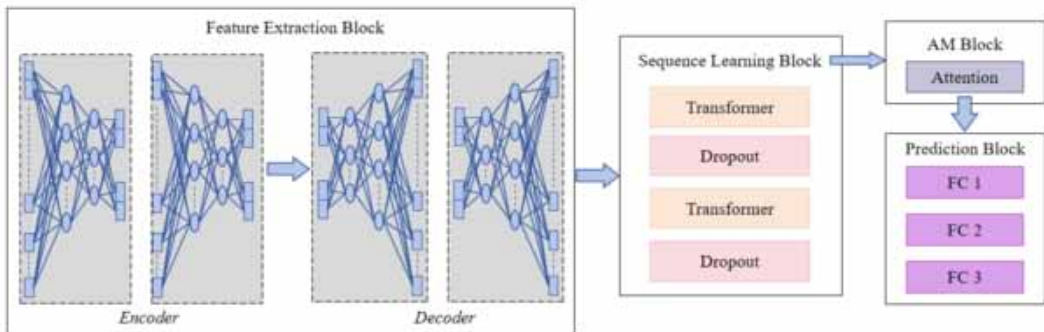 Feature Extraction Block
Encoder
Decoder
Sequence Learning Block
Transformer
Dropout
Transformer
Dropout
AM Block
Attention
Prediction Block
FC 1
FC 2
FC 3